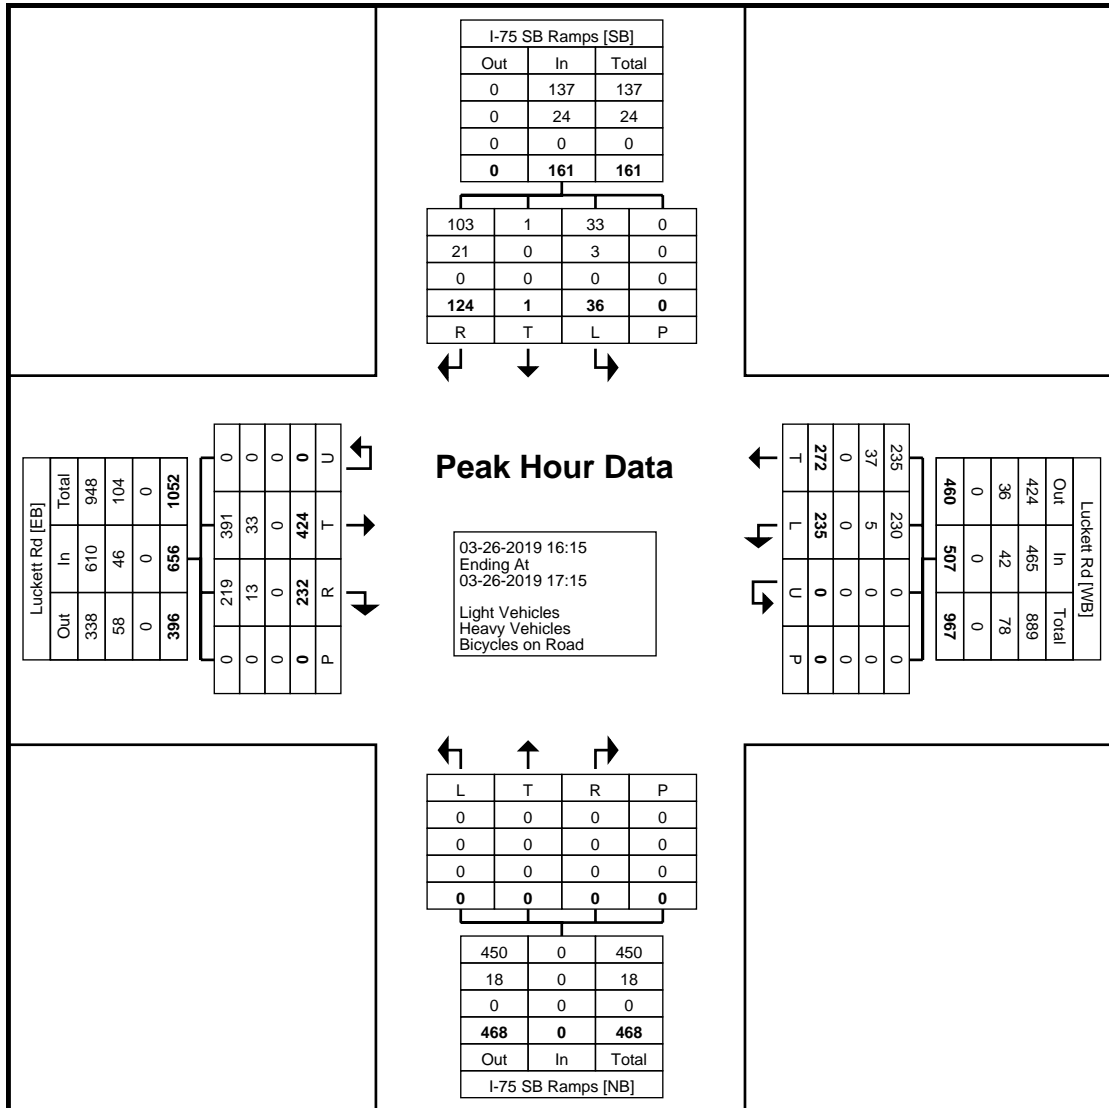 I-75 SB Ramps [SB]
Out In Total
0 137 137
0 24 24
0 0 0
0 161 161
103 1 33 0
21 0 3 0
0 0 0 0
124 1 36 0
R T L P
Luckett Rd [EB]
Total In Out
948 610 338
104 46 58
0 0 0
1052 656 396
0 391 219 0
0 33 13 0
0 0 0 0
0 424 232 0
U T R P
Peak Hour Data
03-26-2019 16:15
Ending At
03-26-2019 17:15
Light Vehicles
Heavy Vehicles
Bicycles on Road
Luckett Rd [WB]
Out In Total
424 465 889
36 42 78
0 0 0
460 507 967
235 230 0 0
37 5 0 0
0 0 0 0
272 235 0 0
T L U P
L T R P
0 0 0 0
0 0 0 0
0 0 0 0
0 0 0 0
450 0 450
18 0 18
0 0 0
468 0 468
Out In Total
I-75 SB Ramps [NB]